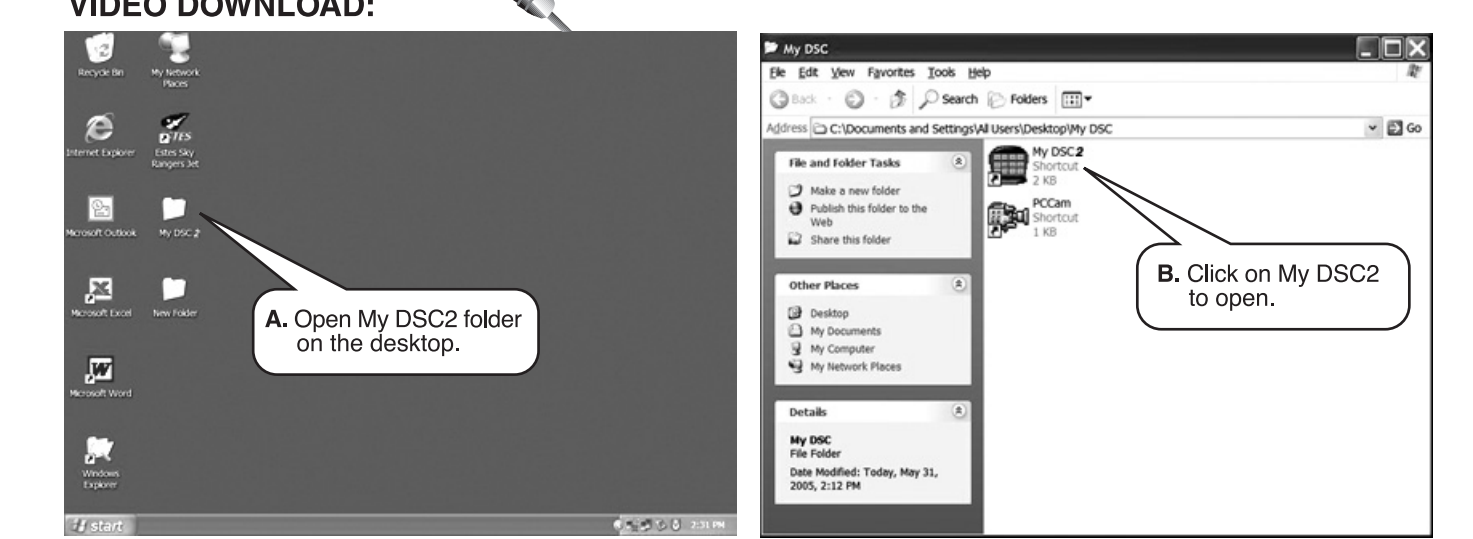 VIDEO DOWNLOAD:
Recycle Bin
My Network
Places
Internet Explorer
TES
Estes Sky
Rangers Jet
Microsoft Outlook
My DSC 2
Microsoft Excel
New Folder
W
Microsoft Word
Windows
Explorer
start
2:31 PM
A. Open My DSC2 folder
on the desktop.
My DSC
File Edit View Favorites Tools Help
Back Search Folders
Address C:\Documents and Settings\All Users\Desktop\My DSC Go
File and Folder Tasks
Make a new folder
Publish this folder to the
Web
Share this folder
Other Places
Desktop
My Documents
My Computer
My Network Places
Details
My DSC
File Folder
Date Modified: Today, May 31,
2005, 2:12 PM
My DSC2
Shortcut
2 KB
PCCam
Shortcut
1 KB
B. Click on My DSC2
to open.